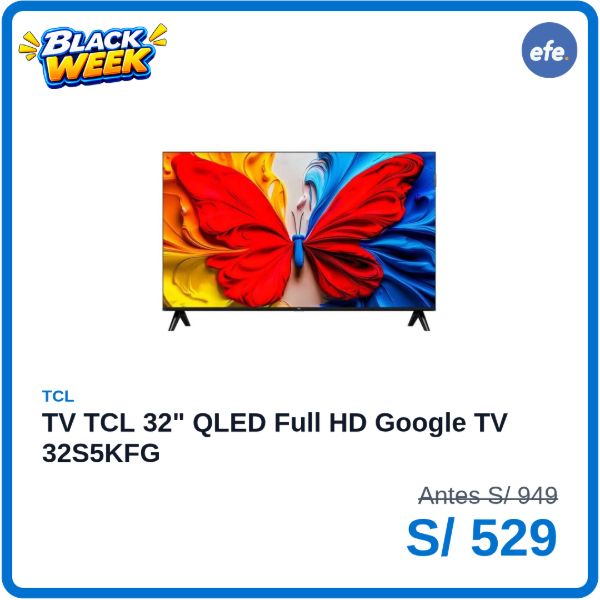 BLACK
WEEK
efe.
TCL
TV TCL 32" QLED Full HD Google TV
32S5KFG
Antes S/ 949
S/ 529